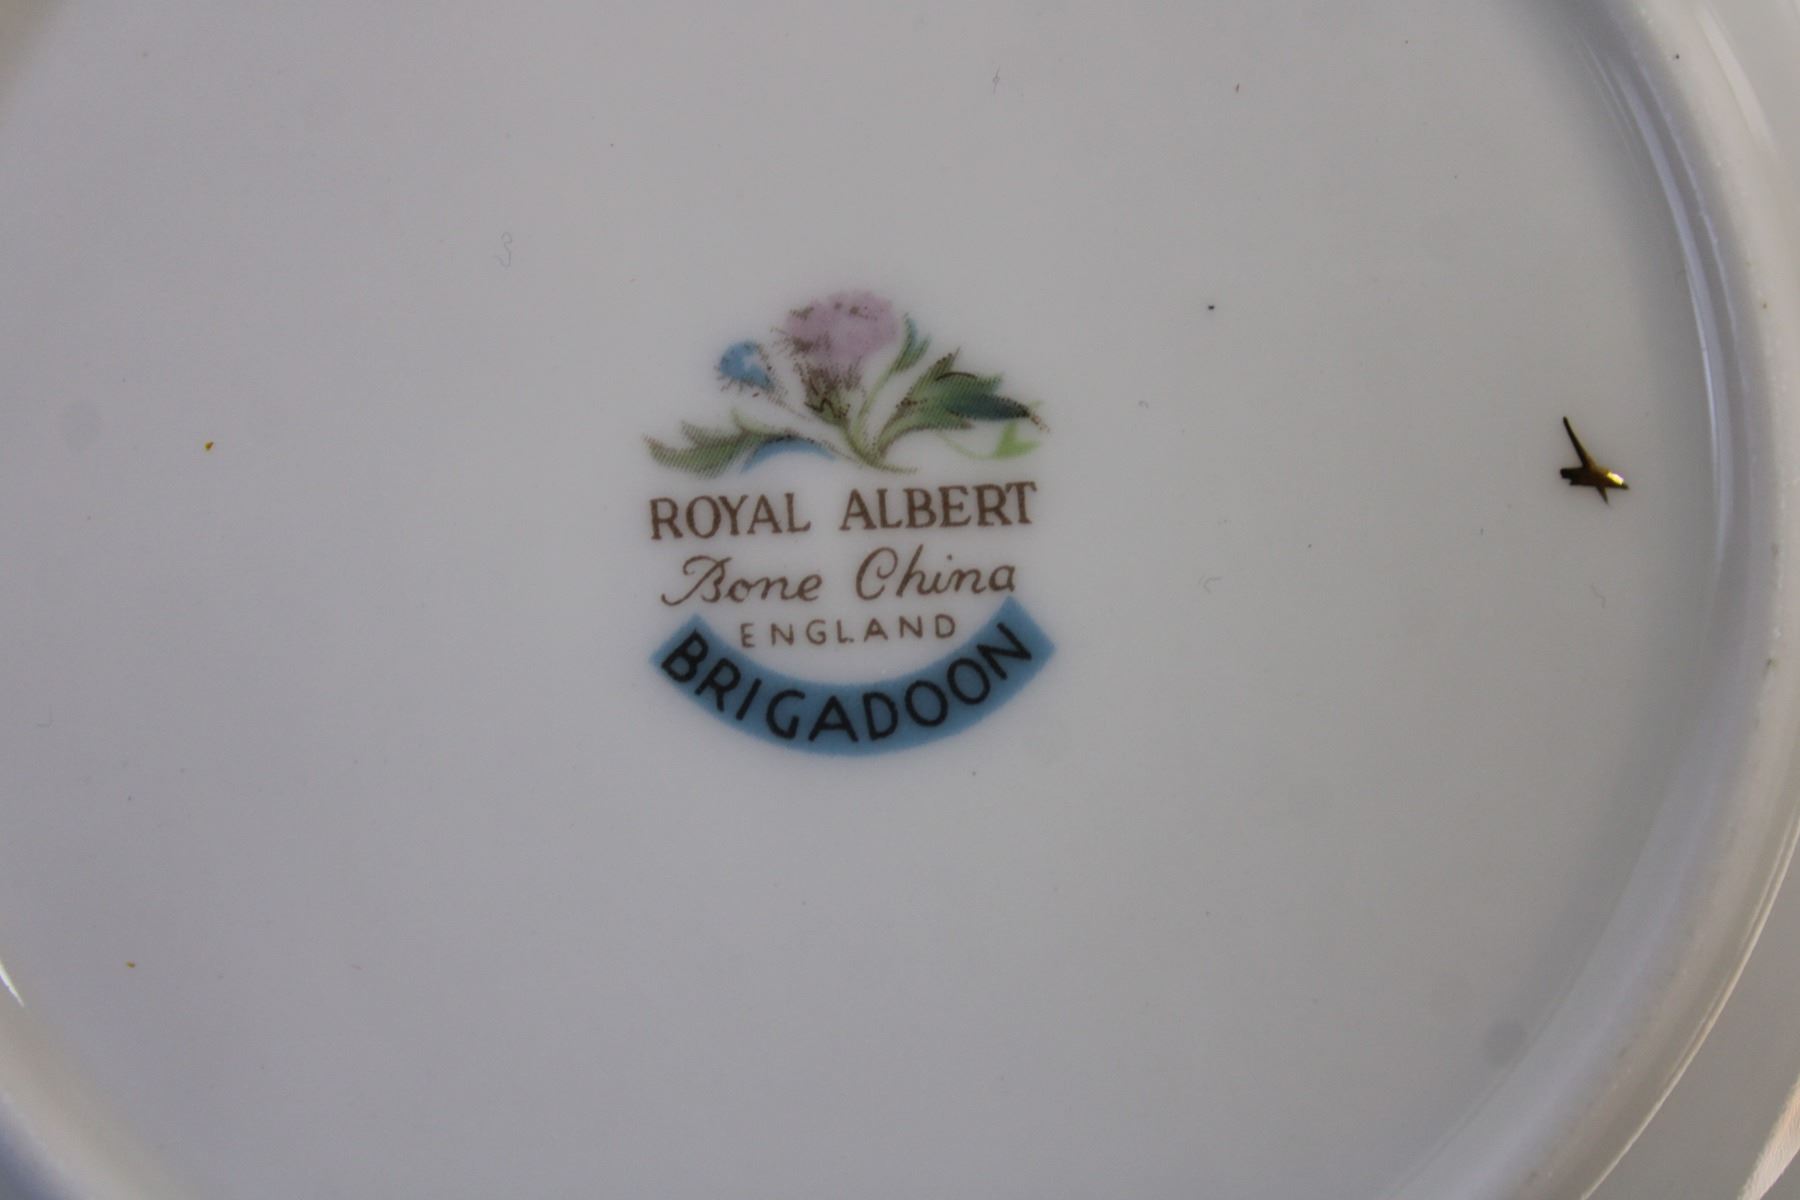 ROYAL ALBERT
Bone China
ENGLAND
BRIGADOON